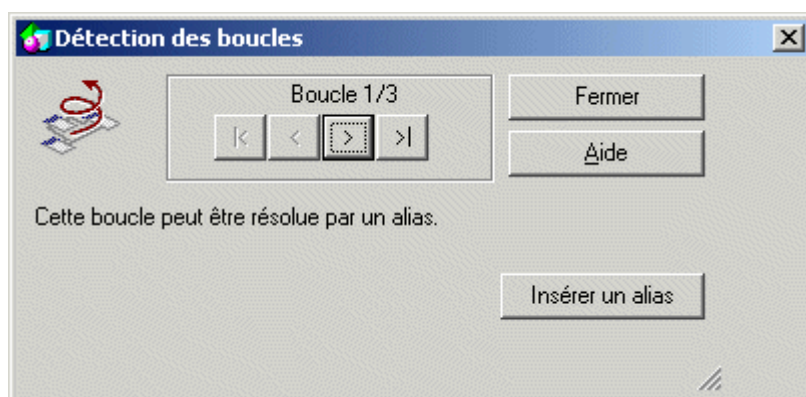 Détection des boucles
Boucle 1/3
|< < > >|
Fermer
Aide
Cette boucle peut être résolue par un alias.
Insérer un alias